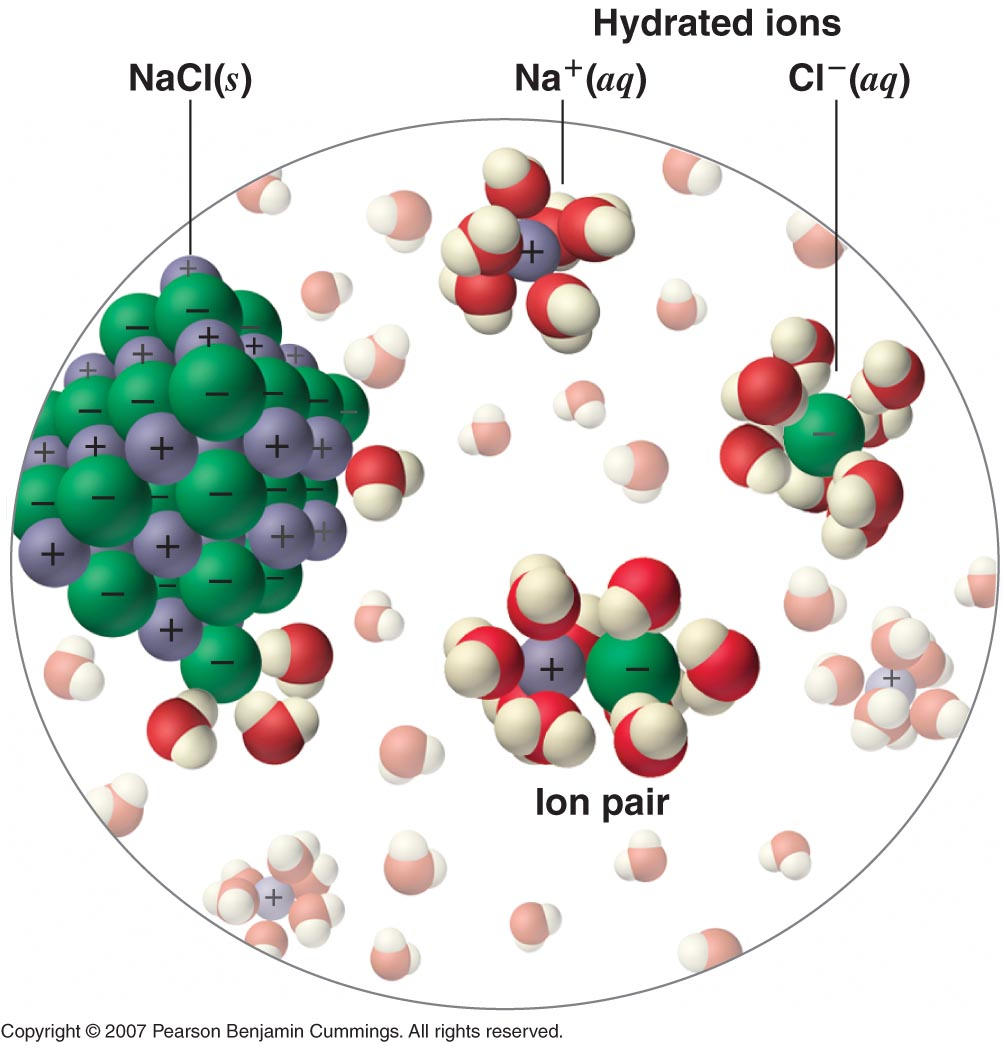 Hydrated ions
NaCl(s)
Na⁺(aq)
Cl⁻(aq)
Ion pair
Copyright © 2007 Pearson Benjamin Cummings. All rights reserved.